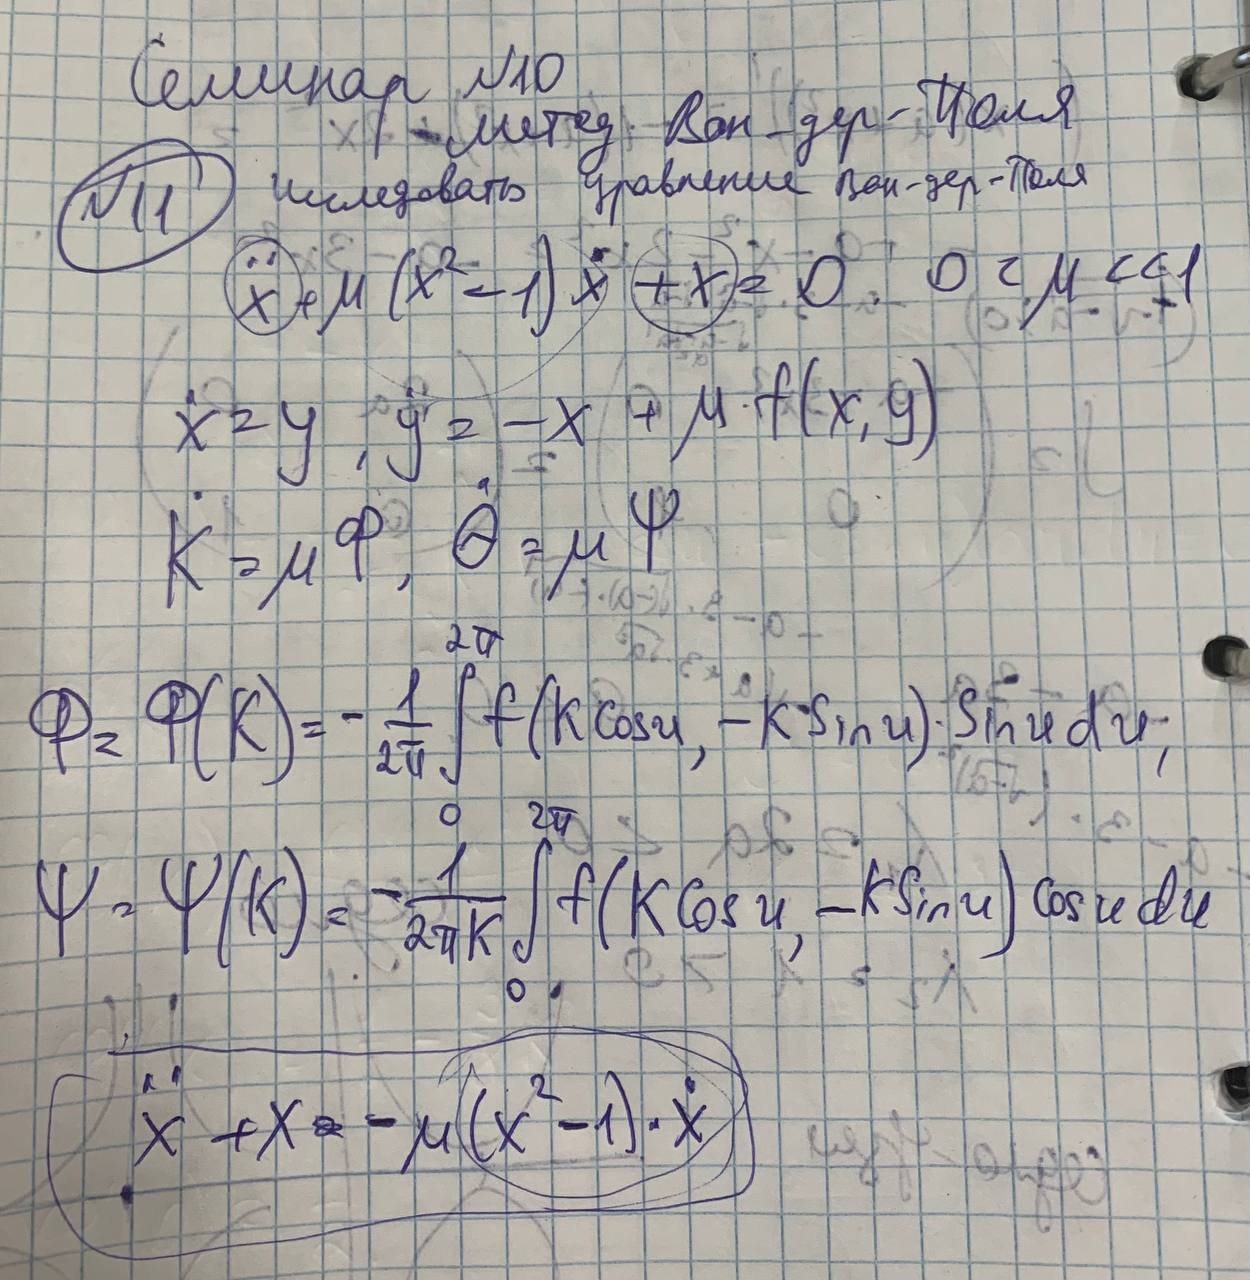 Семинар №10
- метод Ван-дер-Поля
№11 исследовать уравнение Ван-дер-Поля
ẍ + μ(x² - 1)ẋ + x = 0. 0 < μ << 1
ẋ = y, ẏ = -x + μ·f(x, y)
K̇ = μΦ, θ̇ = μΨ
Φ = Φ(K) = -1/2π ∫₀^2π f(K cos u, -K sin u)·sin u du,
Ψ = Ψ(K) = -1/2πK ∫₀^2π f(K cos u, -K sin u) cos u du
ẍ + x = -μ(x² - 1)·ẋ